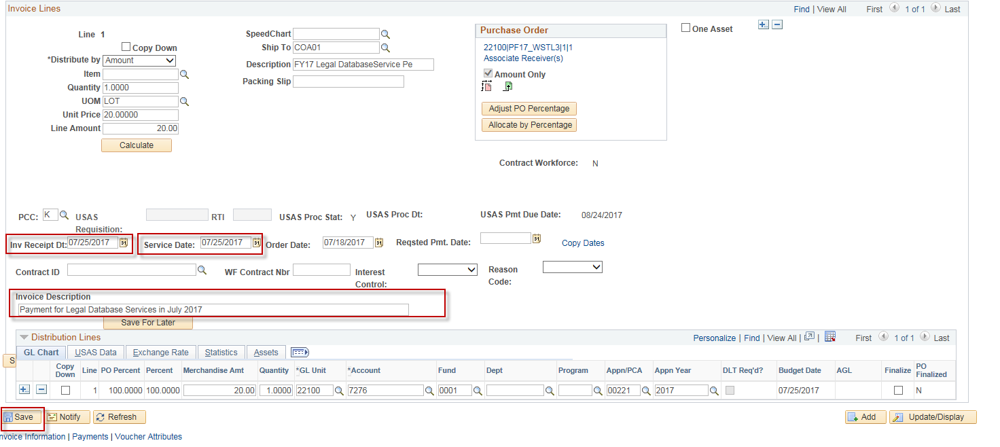 Invoice Lines
Find | View All First 1 of 1 Last
Line 1
Copy Down
*Distribute by Amount
Item
Quantity 1.0000
UOM LOT
Unit Price 20.00000
Line Amount 20.00
Calculate
SpeedChart
Ship To COA01
Description FY17 Legal DatabaseService Pe
Packing Slip
Purchase Order
22100|PF17_WSTL3|1|1
Associate Receiver(s)
Amount Only
Adjust PO Percentage
Allocate by Percentage
One Asset
Contract Workforce: N
PCC: K USAS Requisition: RTI USAS Proc Stat: Y USAS Proc Dt: USAS Pmt Due Date: 08/24/2017
Inv Receipt Dt: 07/25/2017 Service Date: 07/25/2017 Order Date: 07/18/2017 Reqsted Pmt. Date: Copy Dates
Contract ID WF Contract Nbr Interest Control: Reason Code:
Invoice Description
Payment for Legal Database Services in July 2017
Save For Later
Distribution Lines
Personalize | Find | View All | | First 1 of 1 Last
S
GL Chart USAS Data Exchange Rate Statistics Assets
Copy Down Line PO Percent Percent Merchandise Amt Quantity *GL Unit *Account Fund Dept Program Appn/PCA Appn Year DLT Req'd? Budget Date AGL Finalize PO Finalized
1 100.0000 100.0000 20.00 1.0000 22100 7276 0001 00221 2017 07/25/2017 N
Save Notify Refresh Add Update/Display
nvoice Information | Payments | Voucher Attributes